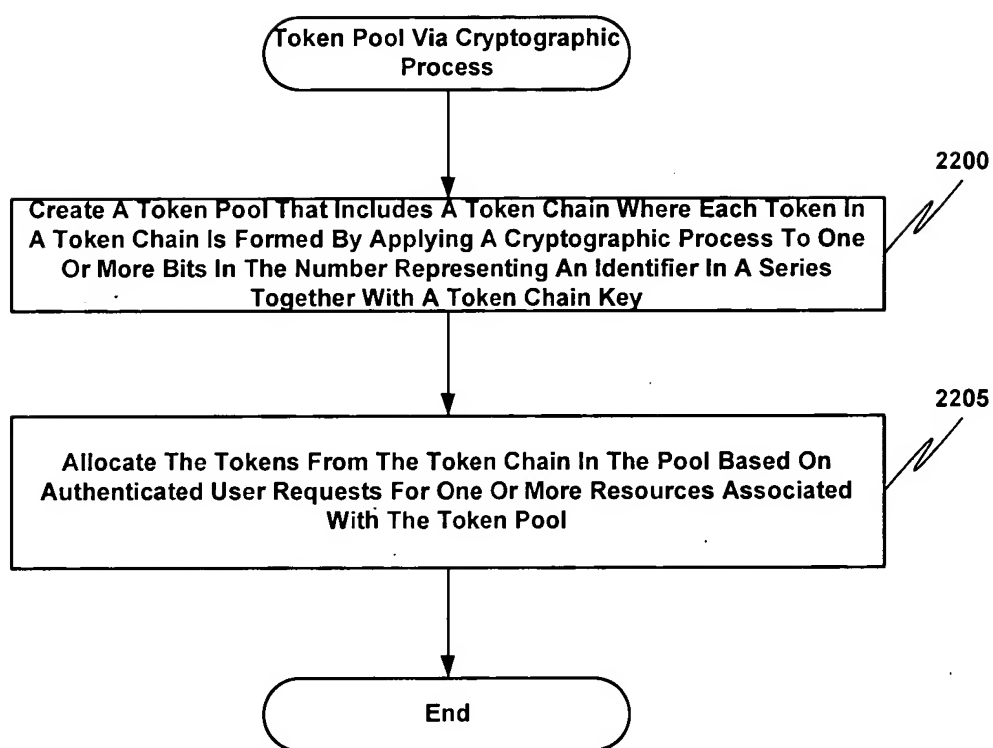 Token Pool Via Cryptographic
Process
2200
Create A Token Pool That Includes A Token Chain Where Each Token In
A Token Chain Is Formed By Applying A Cryptographic Process To One
Or More Bits In The Number Representing An Identifier In A Series
Together With A Token Chain Key
2205
Allocate The Tokens From The Token Chain In The Pool Based On
Authenticated User Requests For One Or More Resources Associated
With The Token Pool
End